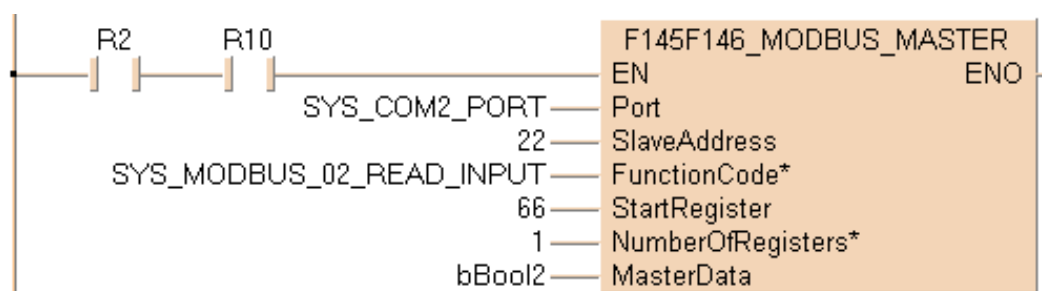 R2 R10 F145F146_MODBUS_MASTER
EN ENO
SYS_COM2_PORT Port
22 SlaveAddress
SYS_MODBUS_02_READ_INPUT FunctionCode*
66 StartRegister
1 NumberOfRegisters*
bBool2 MasterData